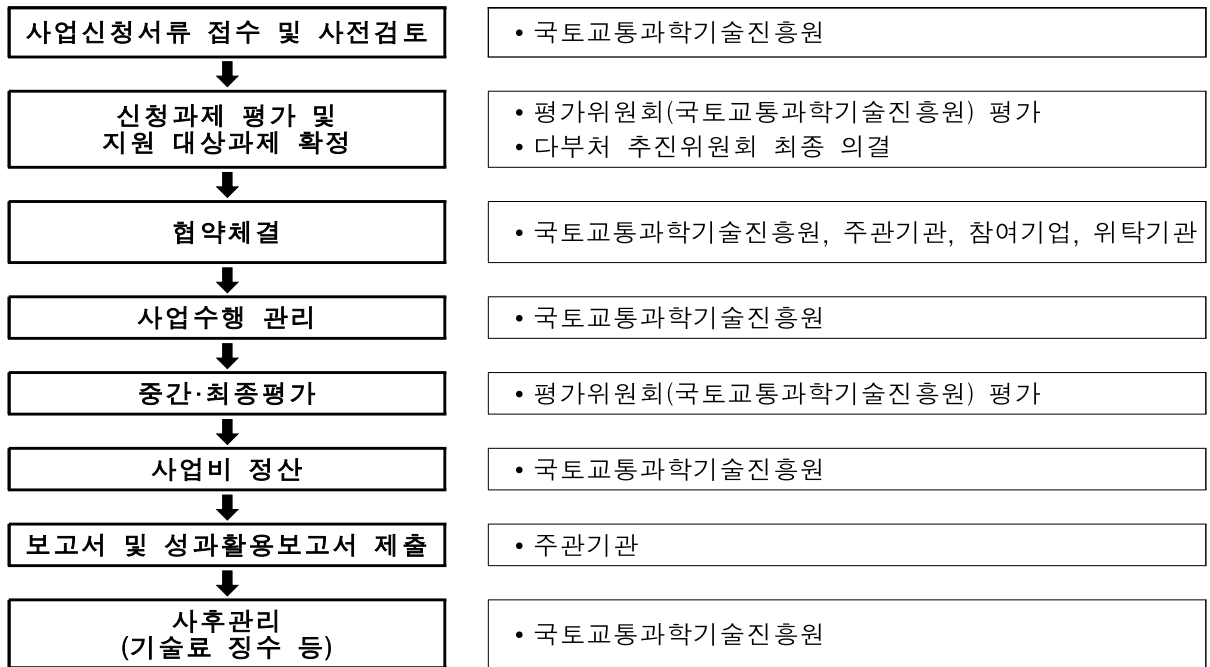 사업신청서류 접수 및 사전검토
• 국토교통과학기술진흥원
신청과제 평가 및
지원 대상과제 확정
• 평가위원회(국토교통과학기술진흥원) 평가
• 다부처 추진위원회 최종 의결
협약체결
• 국토교통과학기술진흥원, 주관기관, 참여기업, 위탁기관
사업수행 관리
• 국토교통과학기술진흥원
중간·최종평가
• 평가위원회(국토교통과학기술진흥원) 평가
사업비 정산
• 국토교통과학기술진흥원
보고서 및 성과활용보고서 제출
• 주관기관
사후관리
(기술료 징수 등)
• 국토교통과학기술진흥원